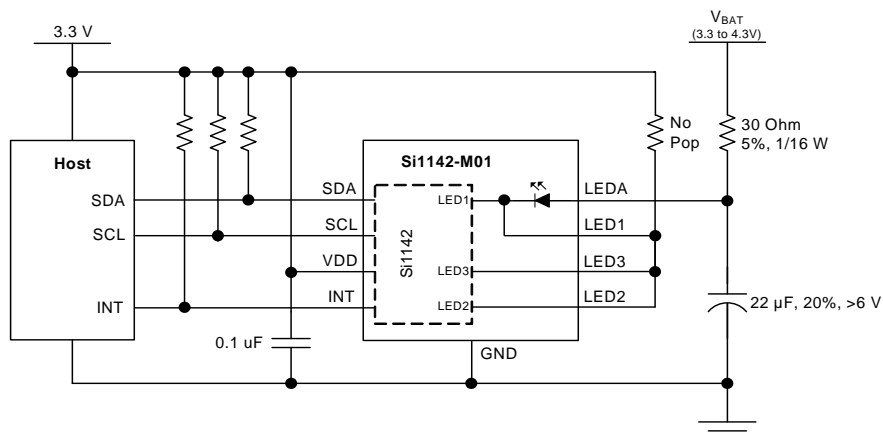 3.3 V
V_BAT
(3.3 to 4.3V)
No
Pop
30 Ohm
5%, 1/16 W
Host
Si1142-M01
SDA
SDA
LED1
LEDA
SCL
SCL
LED1
Si1142
VDD
LED3
LED3
INT
INT
LED2
LED2
22 µF, 20%, >6 V
0.1 uF
GND